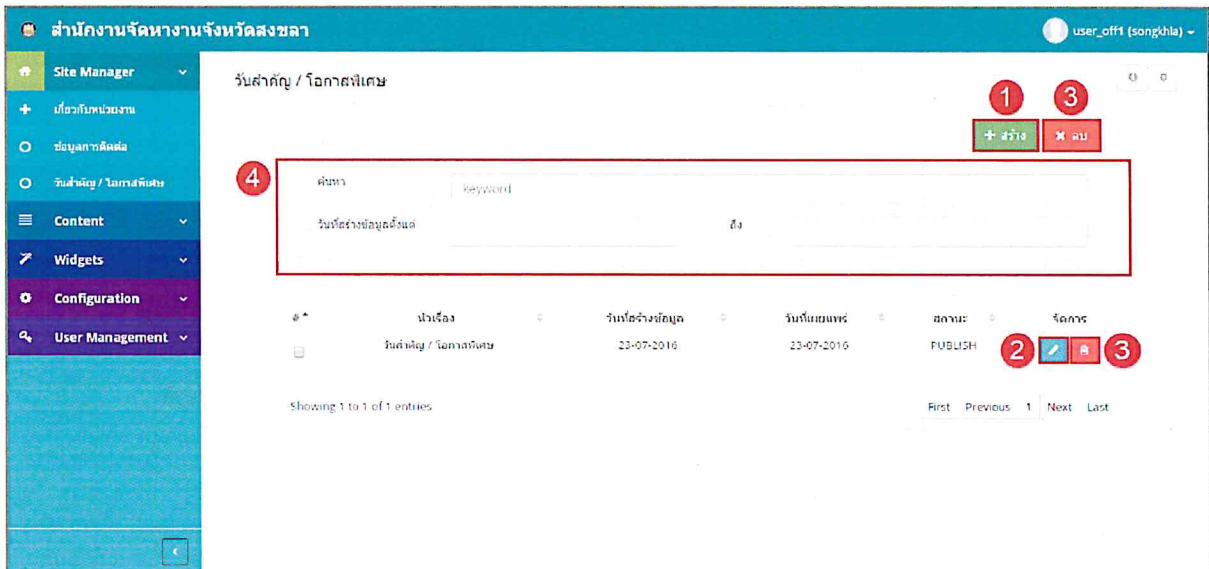 สำนักงานจัดหางานจังหวัดสงขลา
user_off1 (songkhla)
Site Manager
เกี่ยวกับหน่วยงาน
ข้อมูลการติดต่อ
วันสำคัญ / โอกาสพิเศษ
Content
Widgets
Configuration
User Management
วันสำคัญ / โอกาสพิเศษ
1
3
+ สร้าง
✖ ลบ
4
ค้นหา
keyword
วันที่สร้างข้อมูลตั้งแต่
ถึง
# หัวเรื่อง วันที่สร้างข้อมูล วันที่เผยแพร่ สถานะ จัดการ
วันสำคัญ / โอกาสพิเศษ 23-07-2016 23-07-2016 PUBLISH 2 3
Showing 1 to 1 of 1 entries
First Previous 1 Next Last